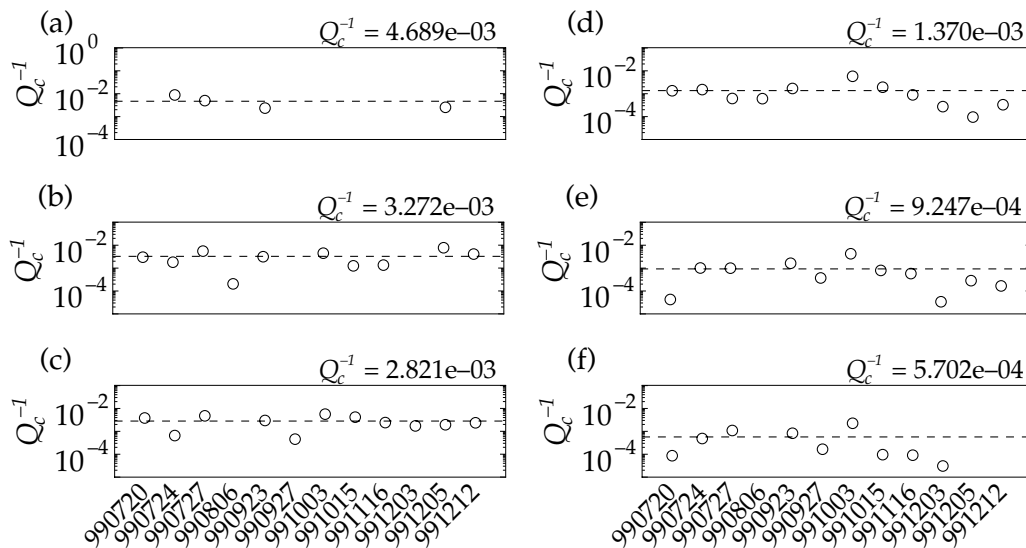 (a)
Q_c^{-1} = 4.689e–03
10^0
10^{-2}
10^{-4}
Q_c^{-1}
(b)
Q_c^{-1} = 3.272e–03
10^{-2}
10^{-4}
Q_c^{-1}
(c)
Q_c^{-1} = 2.821e–03
10^{-2}
10^{-4}
Q_c^{-1}
990720
990724
990727
990806
990923
990927
991003
991015
991116
991203
991205
991212
(d)
Q_c^{-1} = 1.370e–03
10^{-2}
10^{-4}
Q_c^{-1}
(e)
Q_c^{-1} = 9.247e–04
10^{-2}
10^{-4}
Q_c^{-1}
(f)
Q_c^{-1} = 5.702e–04
10^{-2}
10^{-4}
Q_c^{-1}
990720
990724
990727
990806
990923
990927
991003
991015
991116
991203
991205
991212